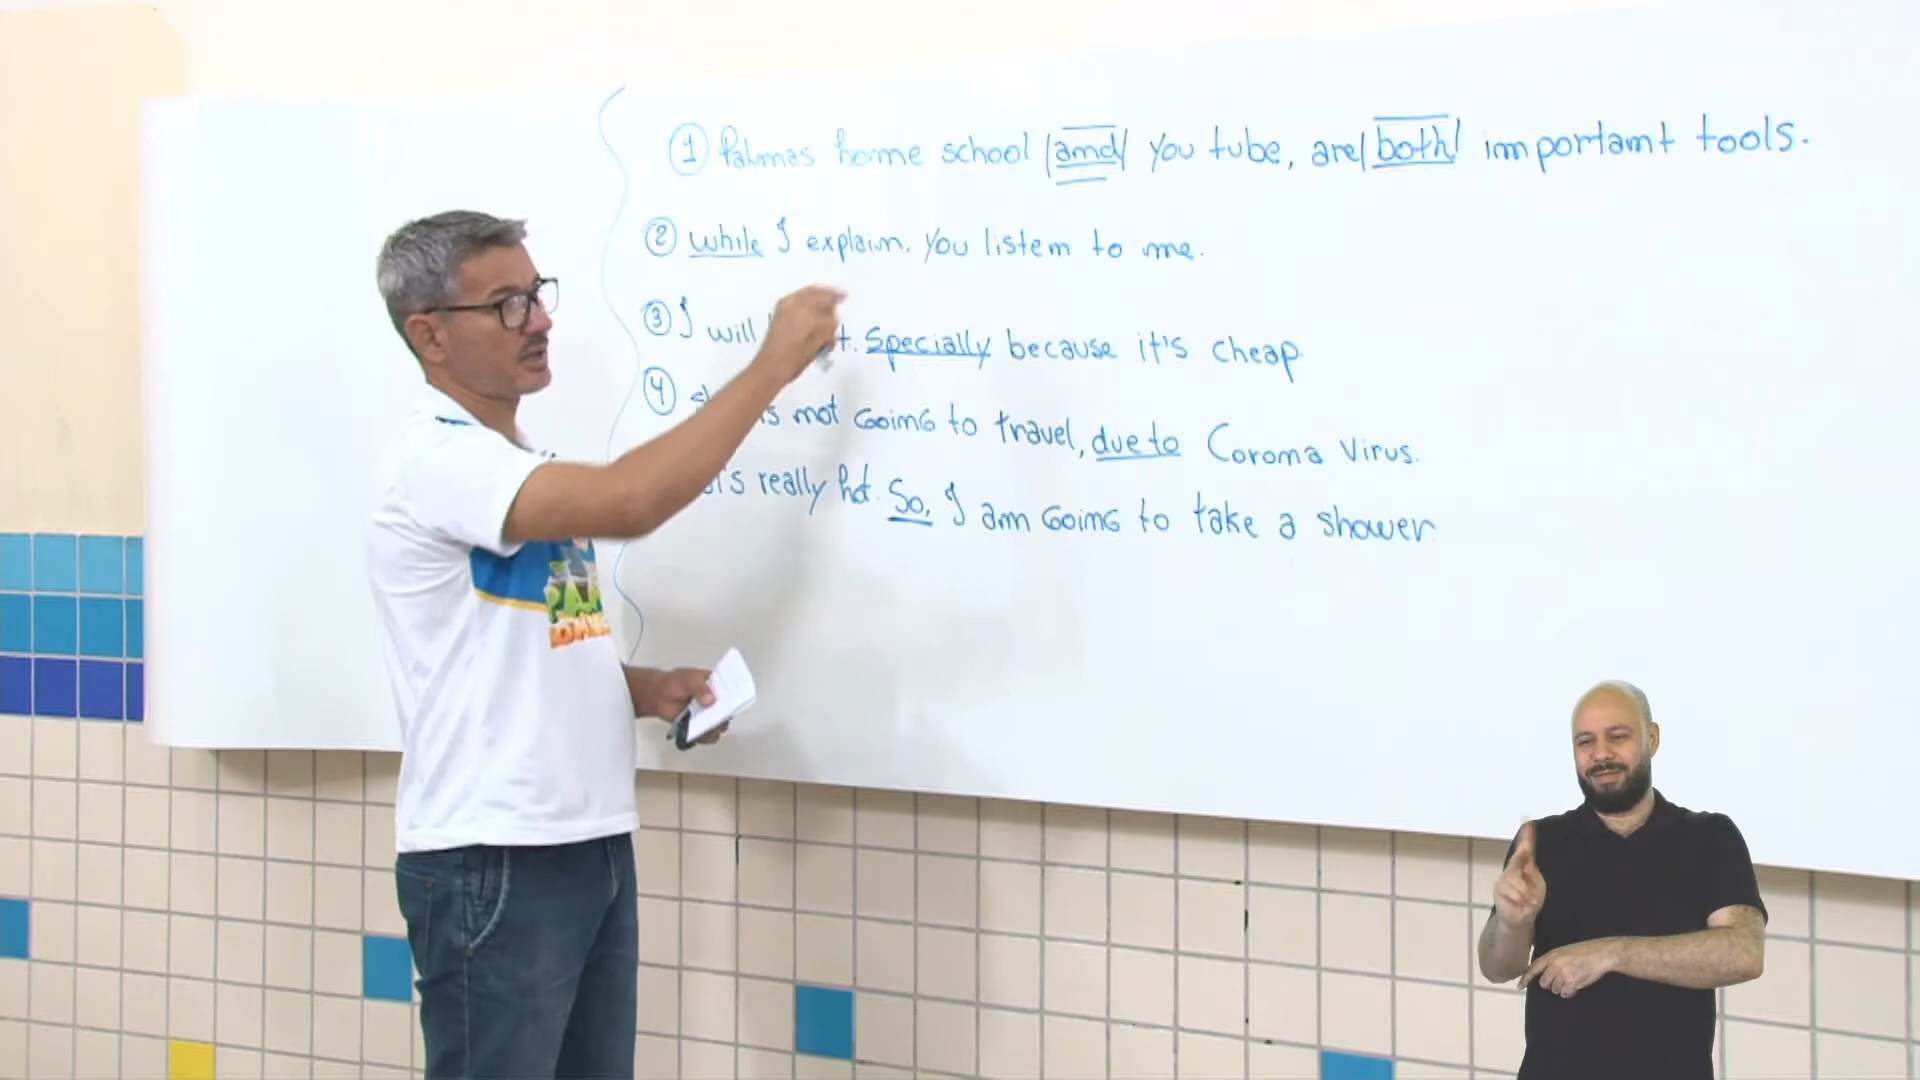 ① Palmas home school and You tube, are both important tools.
② While I explain. You listen to me.
③ I will Specially because it's cheap.
④ is not Going to travel, due to Corona Virus.
really hot. So, I am Going to take a shower.